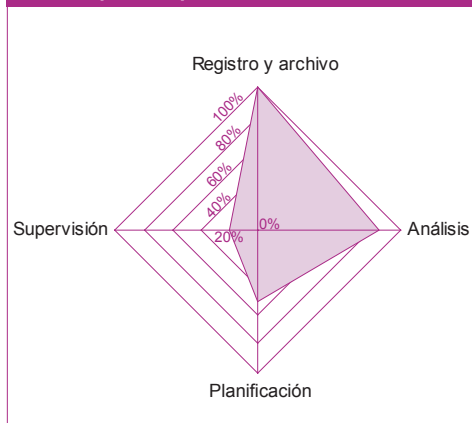 Registro y archivo
100%
80%
60%
40%
20%
0%
Supervisión
Análisis
Planificación